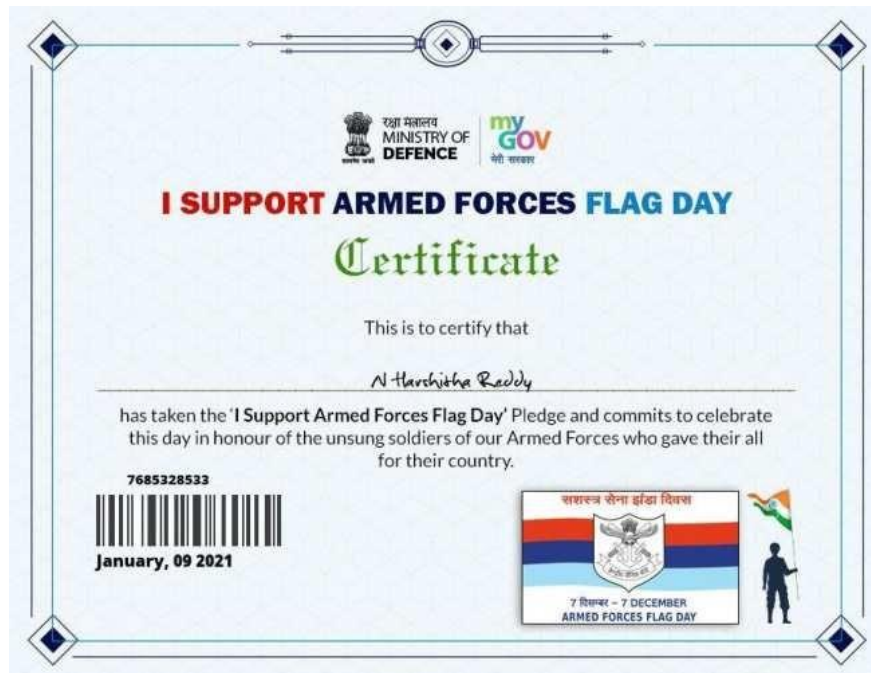 रक्षा मंत्रालय
MINISTRY OF
DEFENCE
सत्यमेव जयते
my
GOV
मेरी सरकार
I SUPPORT ARMED FORCES FLAG DAY
Certificate
This is to certify that
N Harshitha Reddy
has taken the 'I Support Armed Forces Flag Day' Pledge and commits to celebrate
this day in honour of the unsung soldiers of our Armed Forces who gave their all
for their country.
7685328533
January, 09 2021
सशस्त्र सेना झंडा दिवस
7 दिसम्बर – 7 DECEMBER
ARMED FORCES FLAG DAY